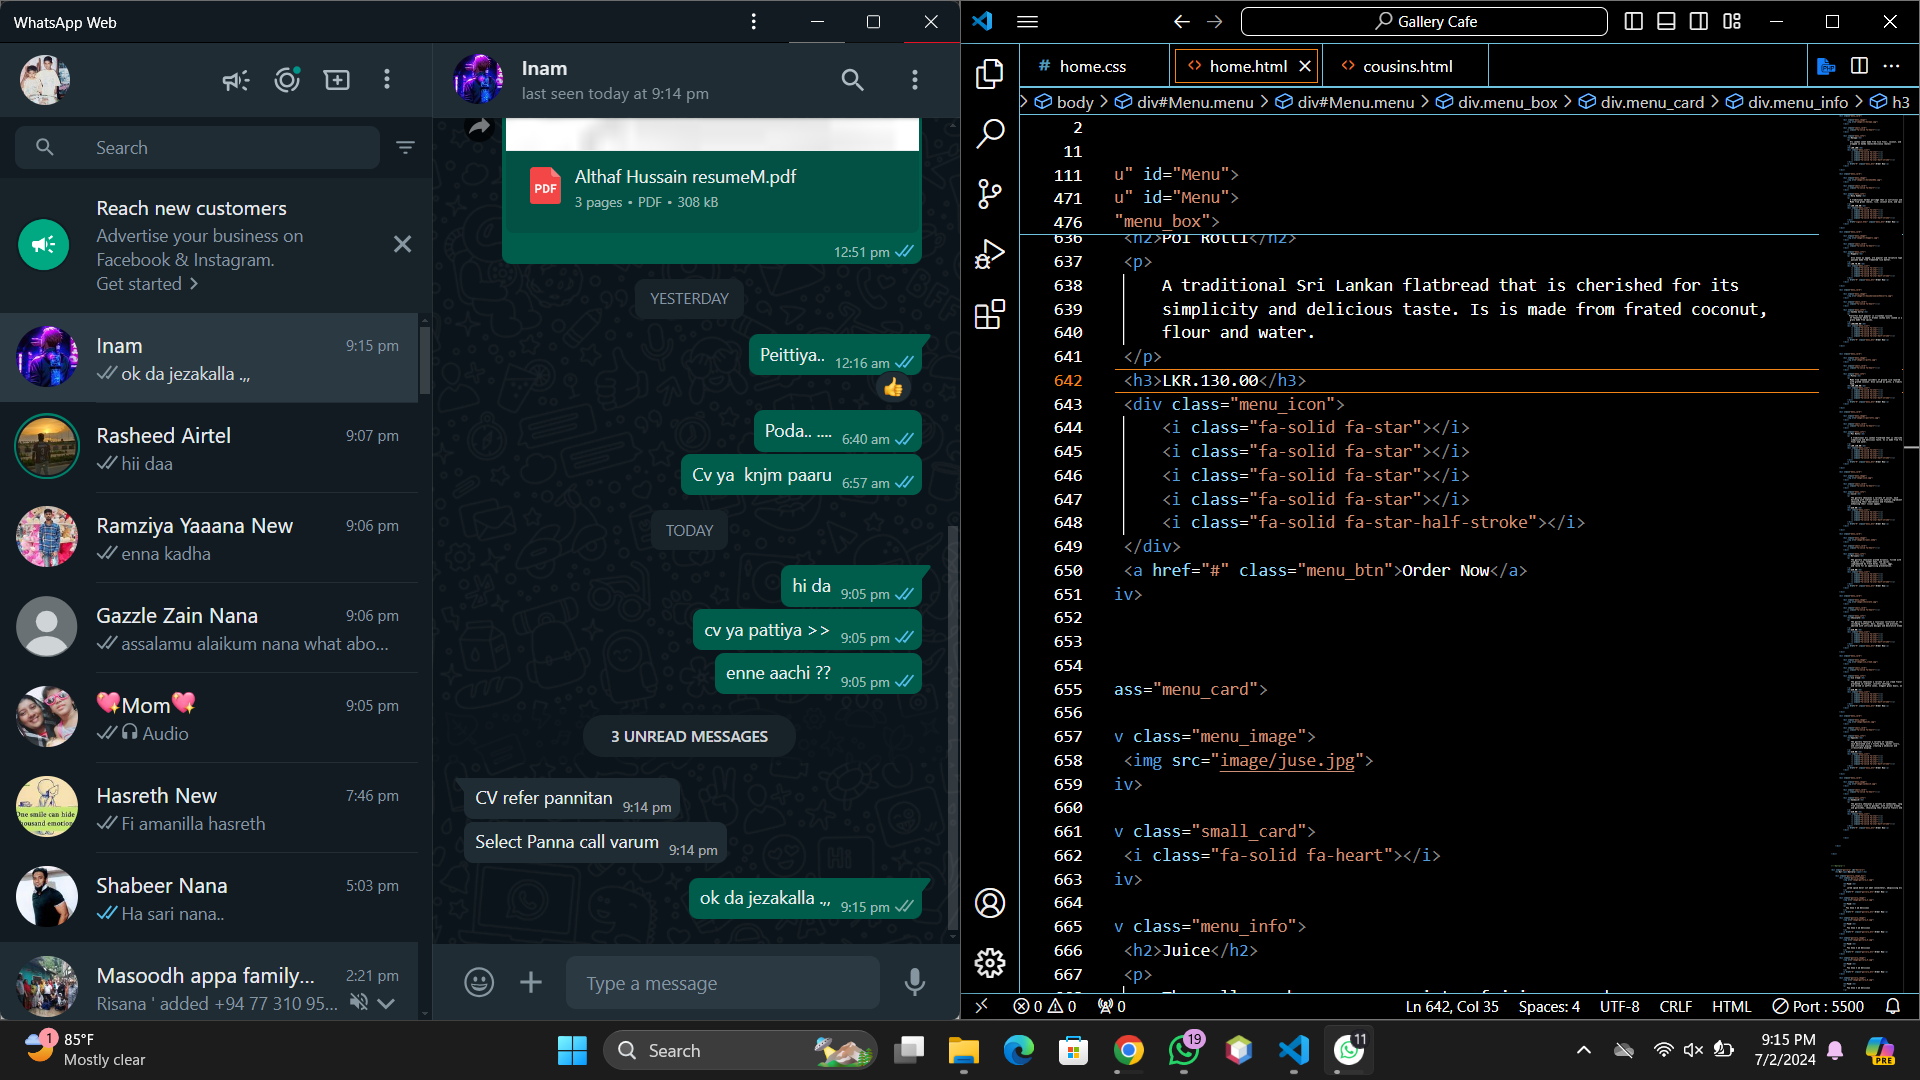 WhatsApp Web
Search
Reach new customers
Advertise your business on
Facebook & Instagram.
Get started >
Inam
9:15 pm
ok da jezakalla .,,
Rasheed Airtel
9:07 pm
hii daa
Ramziya Yaaana New
9:06 pm
enna kadha
Gazzle Zain Nana
9:06 pm
assalamu alaikum nana what abo...
💖Mom💖
9:05 pm
Audio
Hasreth New
7:46 pm
Fi amanilla hasreth
Shabeer Nana
5:03 pm
Ha sari nana..
Masoodh appa family...
2:21 pm
Risana ' added +94 77 310 95...
Inam
last seen today at 9:14 pm
PDF
Althaf Hussain resumeM.pdf
3 pages • PDF • 308 kB
12:51 pm
YESTERDAY
Peittiya.. 12:16 am
👍
Poda.. .... 6:40 am
Cv ya  knjm paaru 6:57 am
TODAY
hi da 9:05 pm
cv ya pattiya >> 9:05 pm
enne aachi ?? 9:05 pm
3 UNREAD MESSAGES
CV refer pannitan 9:14 pm
Select Panna call varum 9:14 pm
ok da jezakalla .,, 9:15 pm
Type a message
Gallery Cafe
# home.css
<> home.html
<> cousins.html
body > div#Menu.menu > div#Menu.menu > div.menu_box > div.menu_card > div.menu_info > h3
2
11
111 u" id="Menu">
471 u" id="Menu">
476 "menu_box">
636 <h2>Pol Rotti</h2>
637 <p>
638 A traditional Sri Lankan flatbread that is cherished for its
639 simplicity and delicious taste. Is is made from frated coconut,
640 flour and water.
641 </p>
642 <h3>LKR.130.00</h3>
643 <div class="menu_icon">
644 <i class="fa-solid fa-star"></i>
645 <i class="fa-solid fa-star"></i>
646 <i class="fa-solid fa-star"></i>
647 <i class="fa-solid fa-star"></i>
648 <i class="fa-solid fa-star-half-stroke"></i>
649 </div>
650 <a href="#" class="menu_btn">Order Now</a>
651 iv>
652
653
654
655 ass="menu_card">
656
657 v class="menu_image">
658 <img src="image/juse.jpg">
659 iv>
660
661 v class="small_card">
662 <i class="fa-solid fa-heart"></i>
663 iv>
664
665 v class="menu_info">
666 <h2>Juice</h2>
667 <p>
0 0 0
Ln 642, Col 35
Spaces: 4
UTF-8
CRLF
HTML
Port : 5500
1
85°F
Mostly clear
Search
19
11
9:15 PM
7/2/2024
PRE